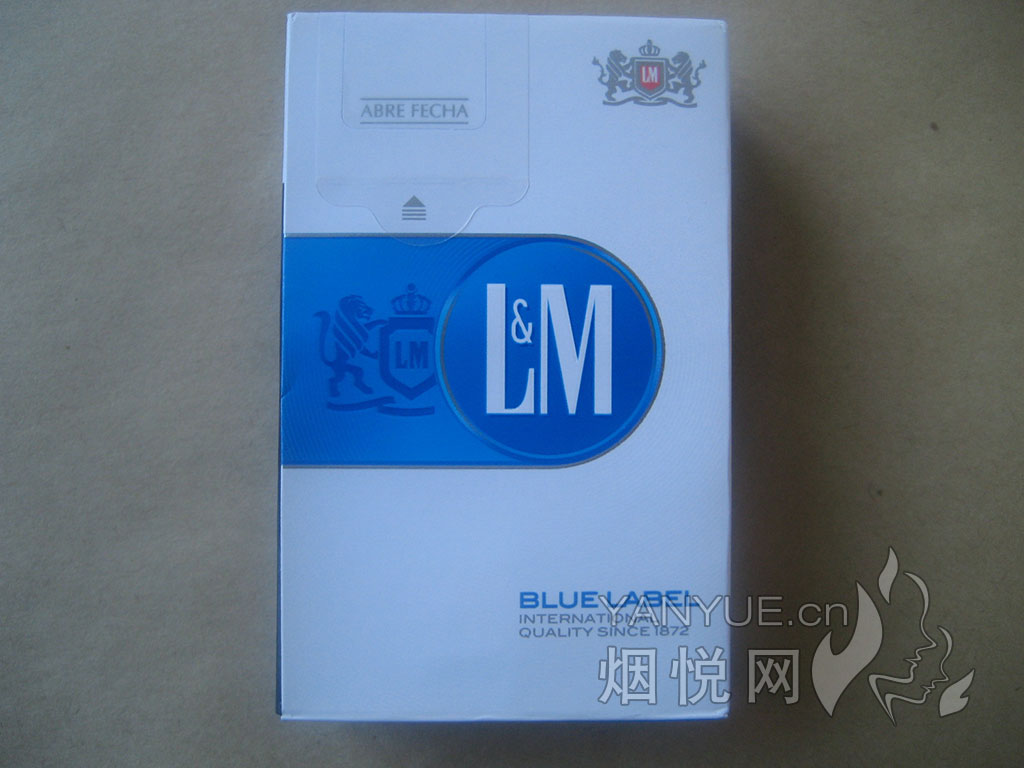 ABRE FECHA
LM
LM
L&M
BLUE LABEL
INTERNATIONAL
QUALITY SINCE 1872
YANYUE.cn
烟悦网